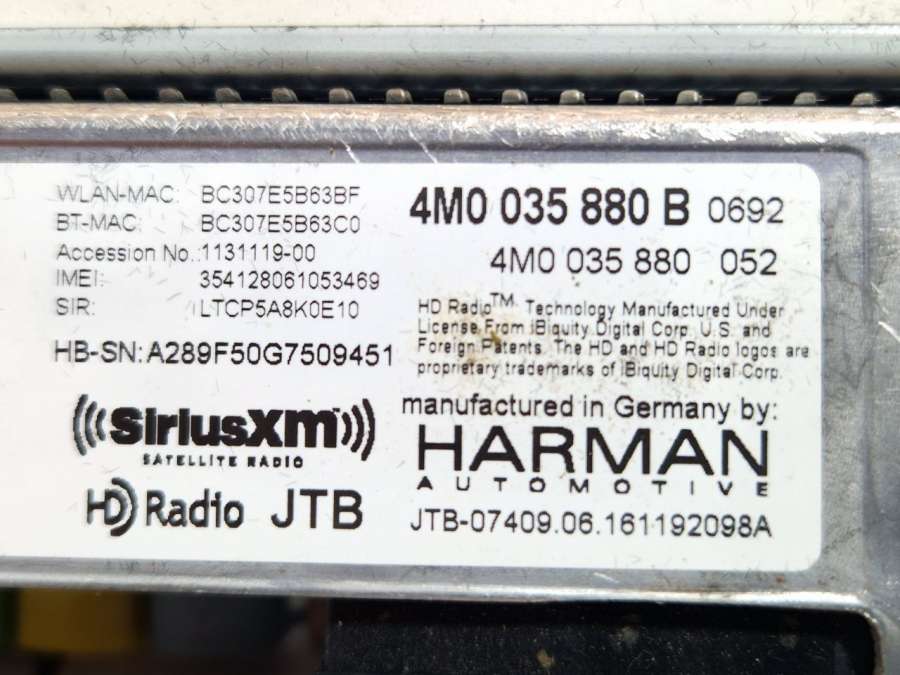 WLAN-MAC: BC307E5B63BF
BT-MAC: BC307E5B63C0
Accession No.: 1131119-00
IMEI: 354128061053469
SIR: ILTCP5A8K0E10
HB-SN: A289F50G7509451
SiriusXm
SATELLITE RADIO
HD Radio JTB
4M0 035 880 B 0692
4M0 035 880 052
HD Radio™ Technology Manufactured Under
License From iBiquity Digital Corp. U.S. and
Foreign Patents. The HD and HD Radio logos are
proprietary trademarks of iBiquity Digital Corp.
manufactured in Germany by:
HARMAN
AUTOMOTIVE
JTB-07409.06.161192098A